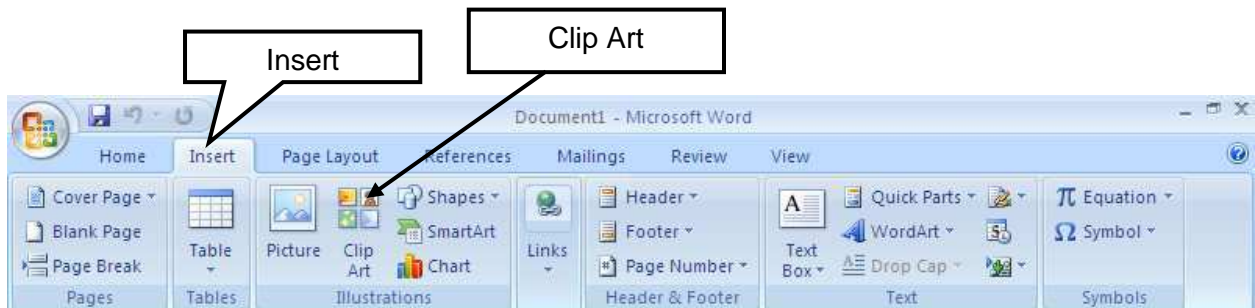 Clip Art
Insert
Document1 - Microsoft Word
Home Insert Page Layout References Mailings Review View
Cover Page
Blank Page
Page Break
Pages
Table
Tables
Picture
Clip
Art
Shapes
SmartArt
Chart
Illustrations
Links
Header
Footer
Page Number
Header & Footer
A
Text
Box
Quick Parts
WordArt
Drop Cap
Text
π Equation
Ω Symbol
Symbols